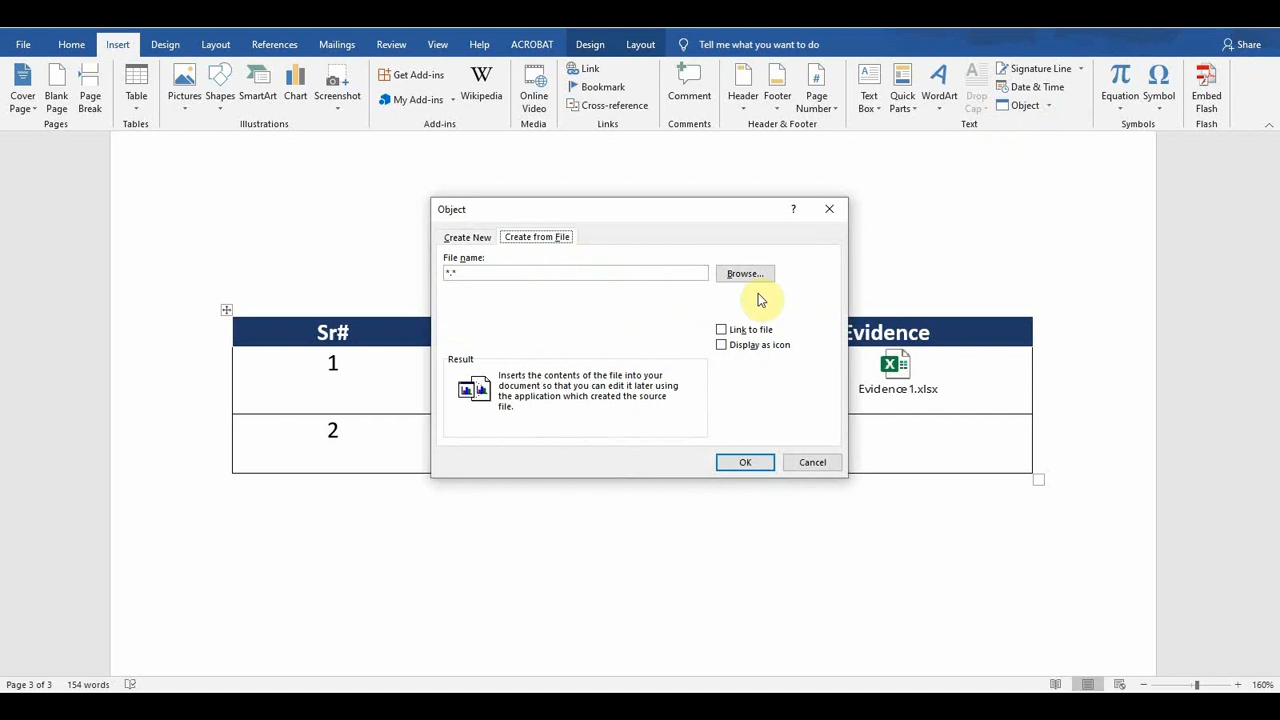 File Home Insert Design Layout References Mailings Review View Help ACROBAT Design Layout Tell me what you want to do Share
Cover Page
Blank Page
Page Break
Pages
Table
Tables
Pictures
Shapes
SmartArt
Chart
Screenshot
Illustrations
Get Add-ins
My Add-ins
Wikipedia
Add-ins
Online Video
Media
Link
Bookmark
Cross-reference
Links
Comment
Comments
Header
Footer
Page Number
Header & Footer
Text Box
Quick Parts
WordArt
Drop Cap
Signature Line
Date & Time
Object
Text
Equation
Symbol
Symbols
Embed Flash
Flash
Object
Create New Create from File
File name:
*.*
Browse...
Link to file
Display as icon
Result
Inserts the contents of the file into your
document so that you can edit it later using
the application which created the source
file.
OK Cancel
Sr# Evidence
1
Evidence1.xlsx
2
Page 3 of 3 154 words 160%